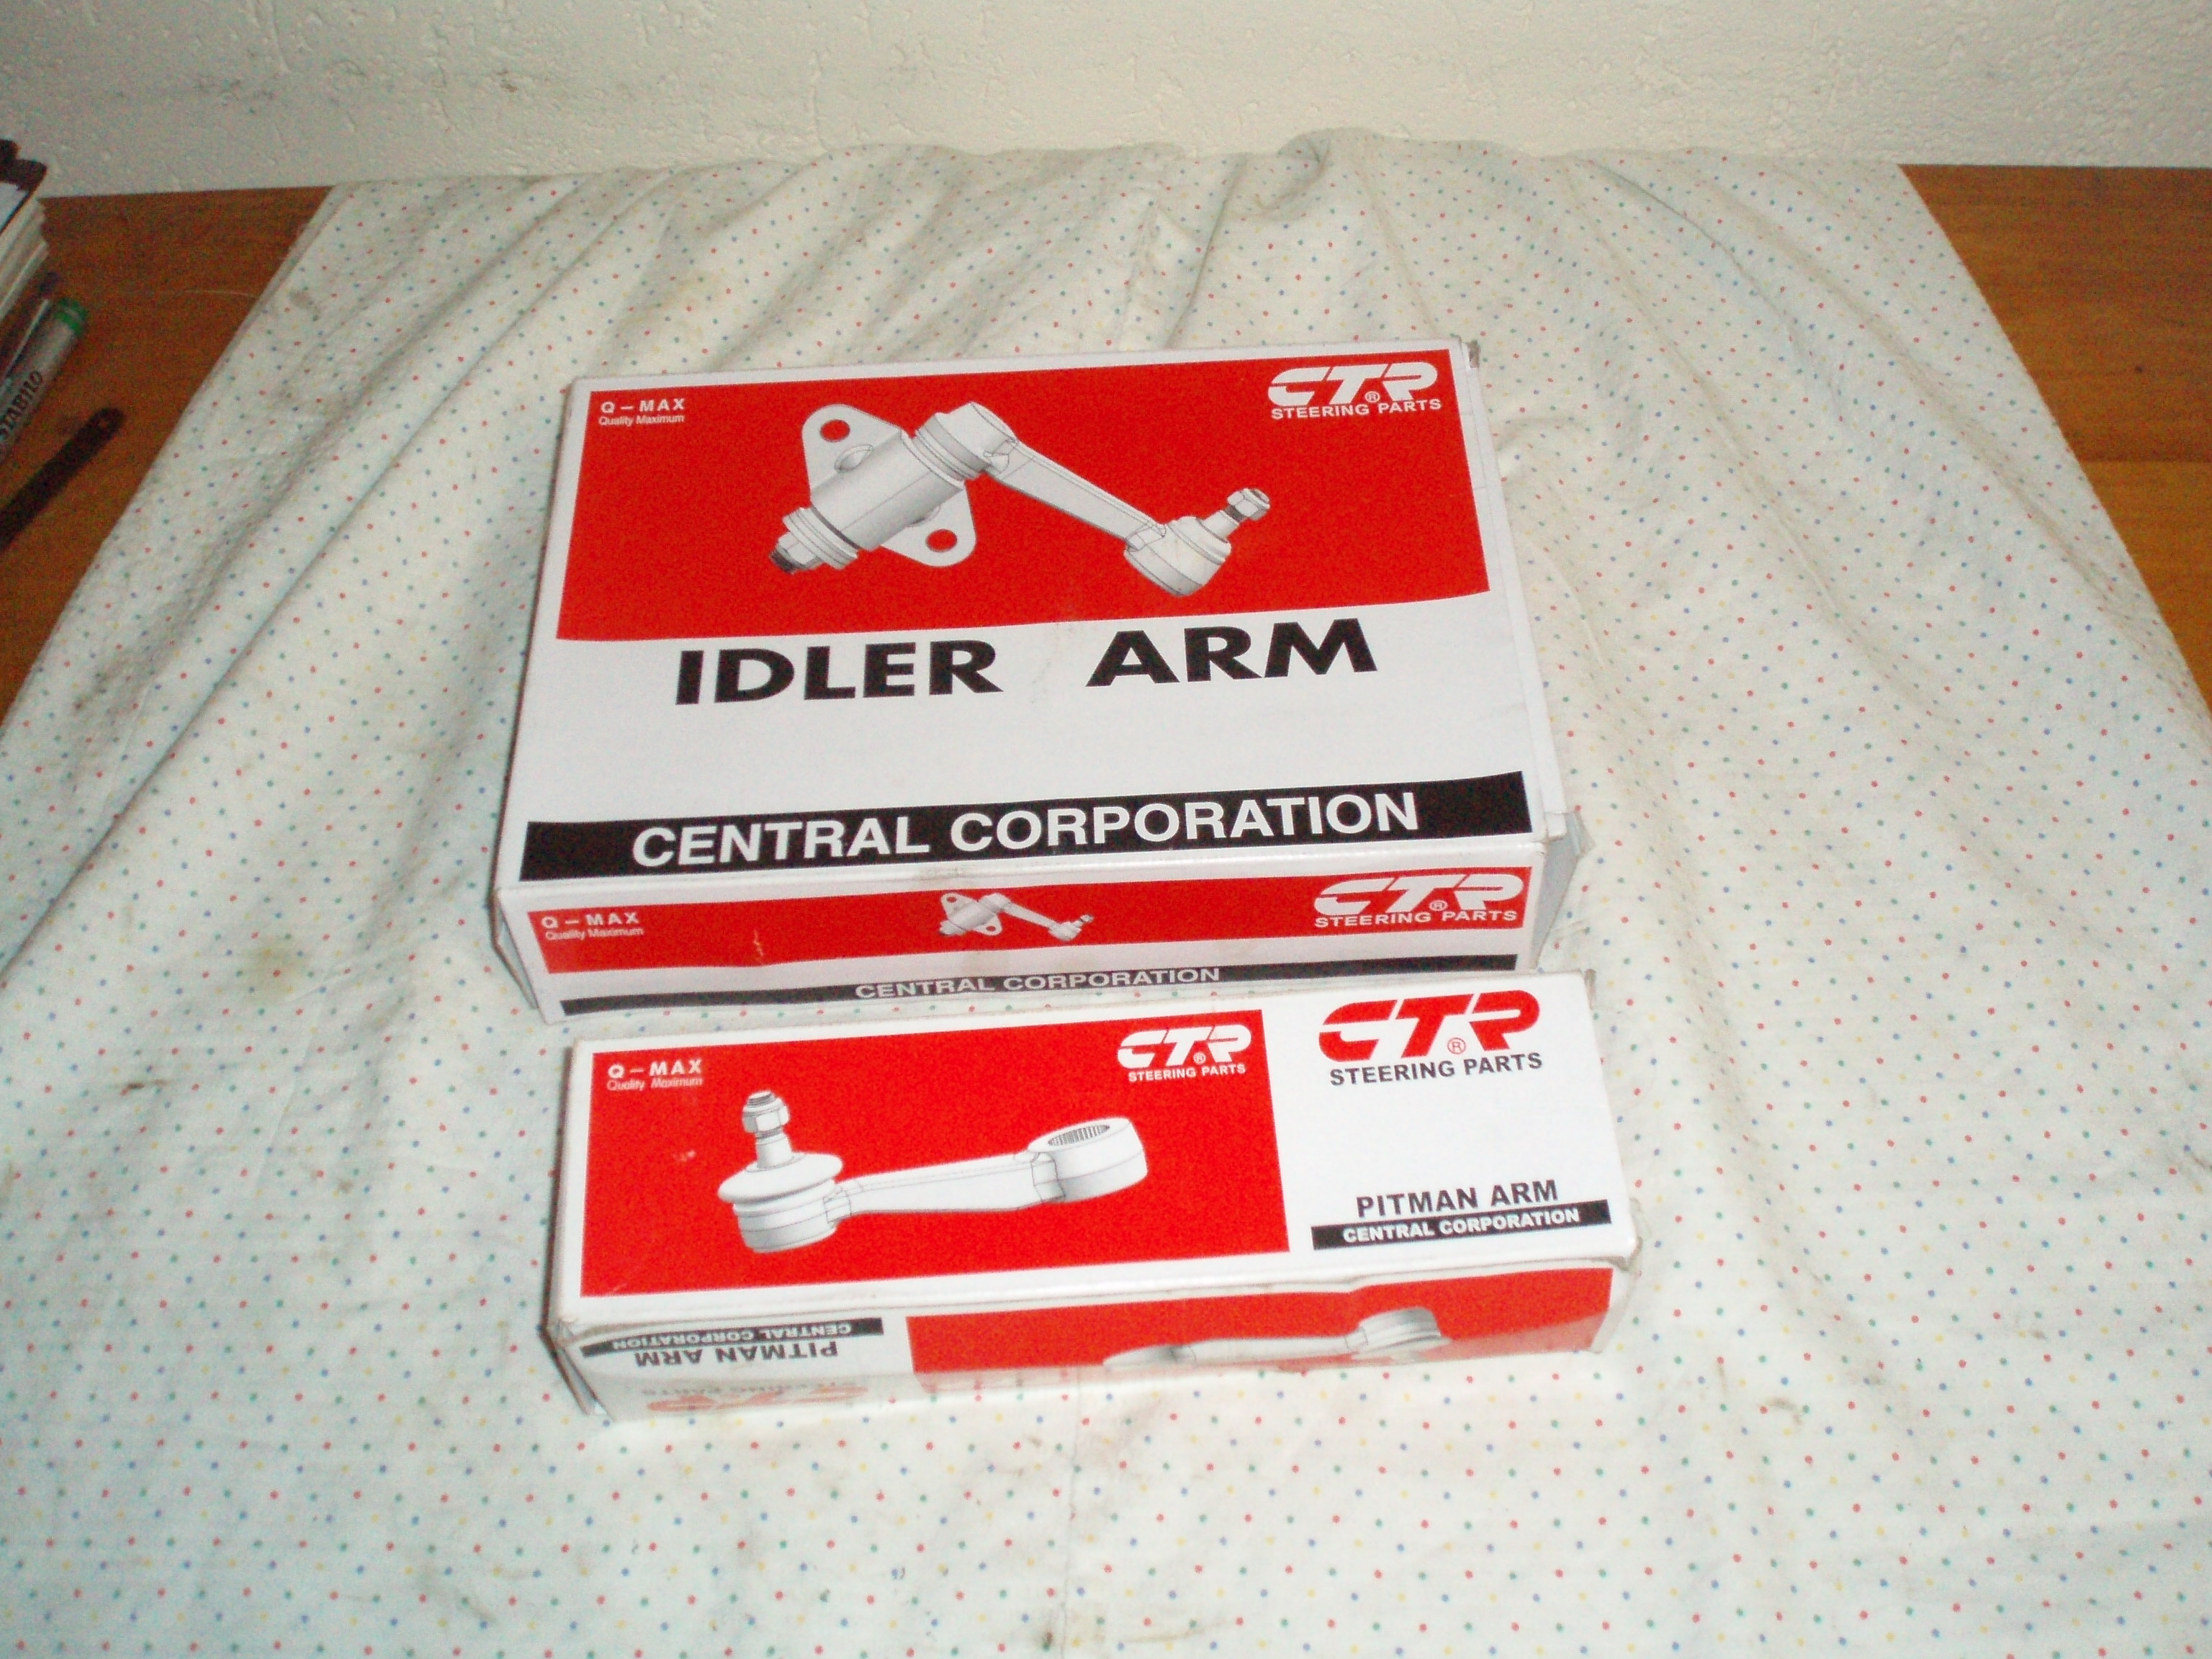 Q–MAX
Quality Maximum
CTR®
STEERING PARTS
IDLER ARM
CENTRAL CORPORATION
Q–MAX
Quality Maximum
CTR®
STEERING PARTS
CENTRAL CORPORATION
Q–MAX
Quality Maximum
CTR®
STEERING PARTS
CTR®
STEERING PARTS
PITMAN ARM
CENTRAL CORPORATION
CENTRAL CORPORATION
PITMAN ARM